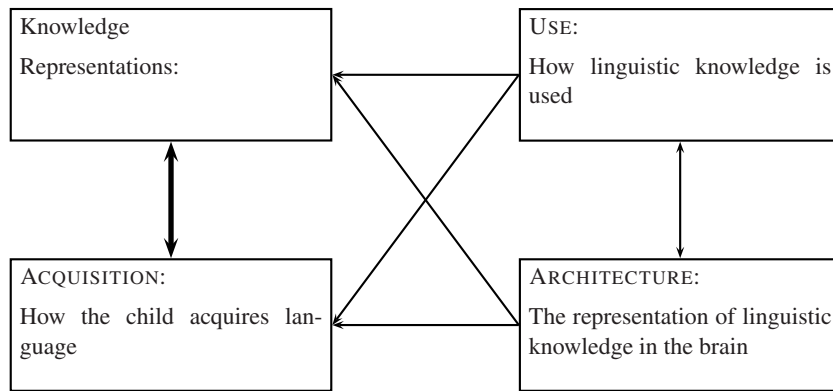 Knowledge
Representations:
USE:
How linguistic knowledge is
used
ACQUISITION:
How the child acquires lan-
guage
ARCHITECTURE:
The representation of linguistic
knowledge in the brain